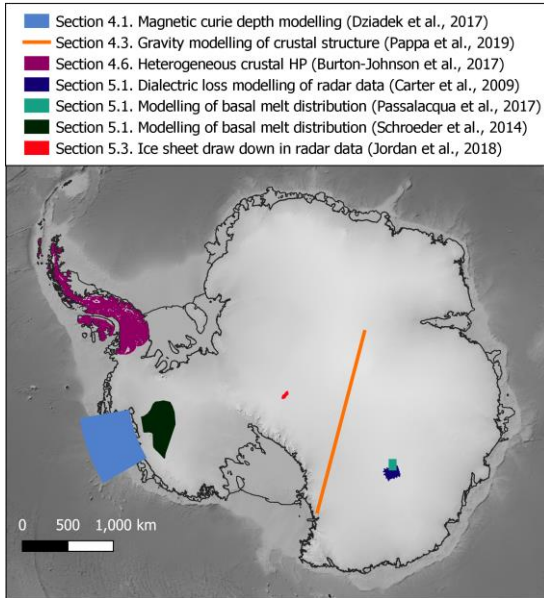 Section 4.1. Magnetic curie depth modelling (Dziadek et al., 2017)
Section 4.3. Gravity modelling of crustal structure (Pappa et al., 2019)
Section 4.6. Heterogeneous crustal HP (Burton-Johnson et al., 2017)
Section 5.1. Dialectric loss modelling of radar data (Carter et al., 2009)
Section 5.1. Modelling of basal melt distribution (Passalacqua et al., 2017)
Section 5.1. Modelling of basal melt distribution (Schroeder et al., 2014)
Section 5.3. Ice sheet draw down in radar data (Jordan et al., 2018)
0 500 1,000 km